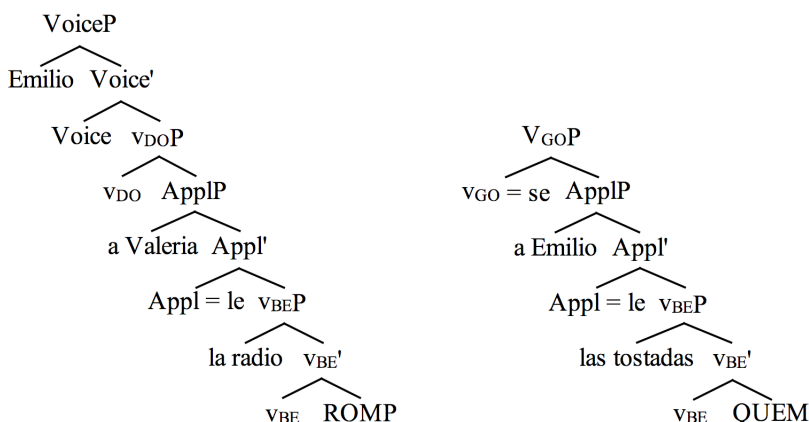 VoiceP
Emilio Voice'
Voice vDOP VGOP
vDO ApplP vGO = se ApplP
a Valeria Appl' a Emilio Appl'
Appl = le vBEP Appl = le vBEP
la radio vBE' las tostadas vBE'
vBE ROMP vBE QUEM